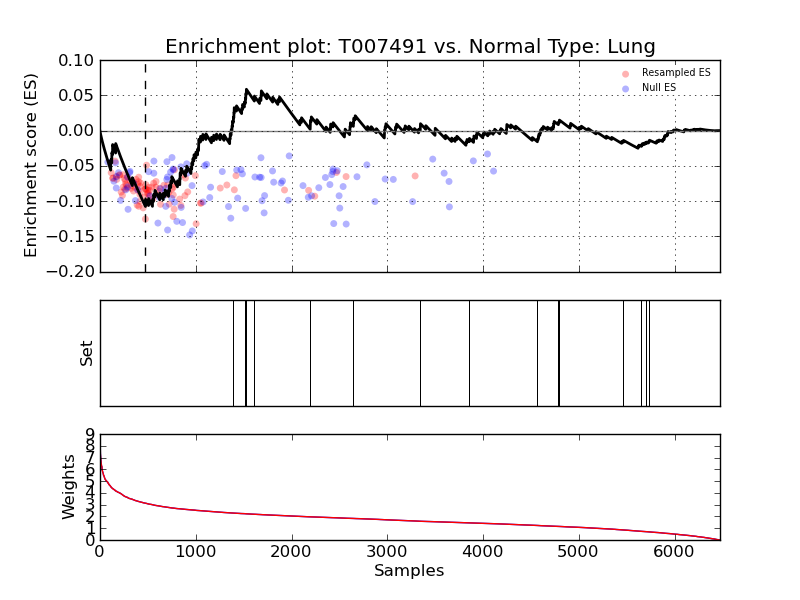 Enrichment plot: T007491 vs. Normal Type: Lung
Enrichment score (ES)
0.10
0.05
0.00
−0.05
−0.10
−0.15
−0.20
Resampled ES
Null ES
Set
Weights
9
8
7
6
5
4
3
2
1
0
0 1000 2000 3000 4000 5000 6000
Samples